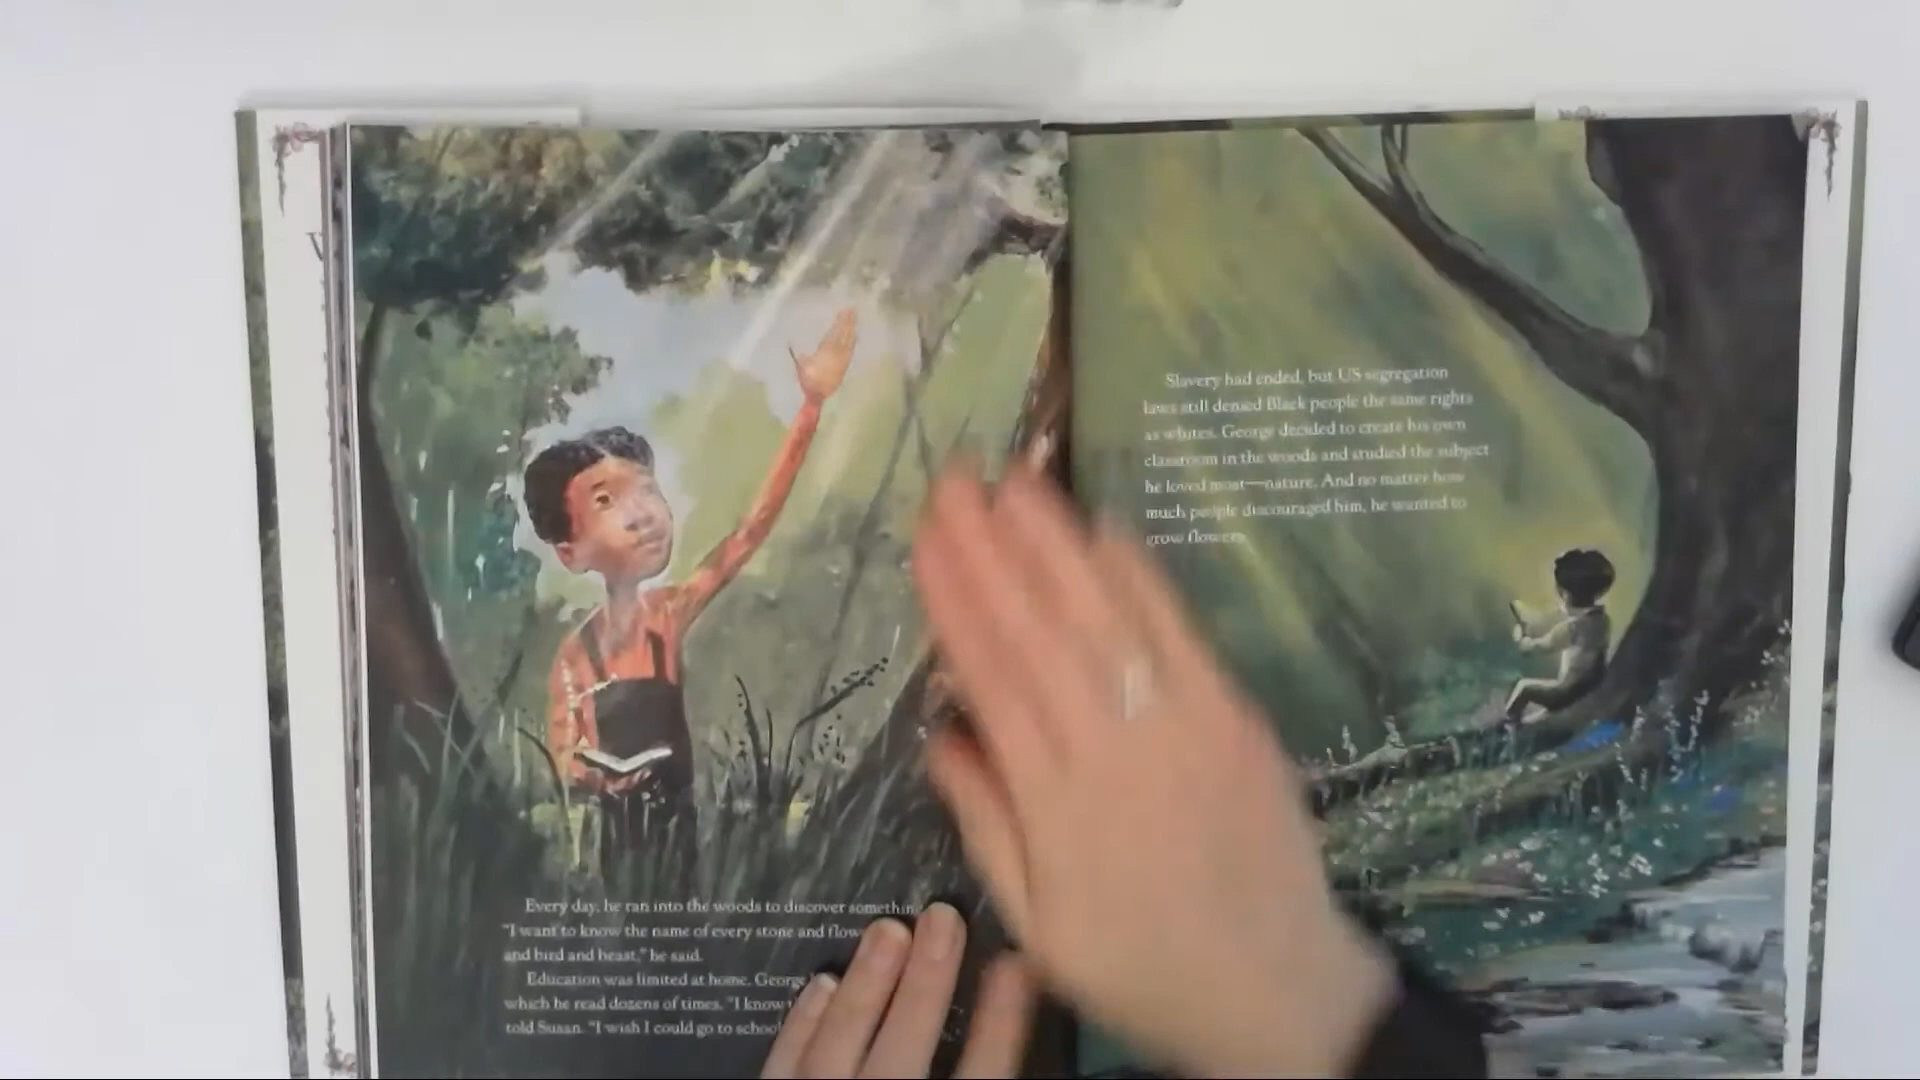 Every day, he ran into the woods to discover something
"I want to know the name of every stone and
and bird and beast," he said.
Education was limited at home. George
which he read dozens of times. "I know
told Susan. "I wish I could go to school
Slavery had ended, but US segregation
laws still denied Black people the same rights
as whites. George decided to create his own
classroom in the woods and studied the subject
he loved most—nature. And no matter how
much people discouraged him, he wanted to
grow flowers.